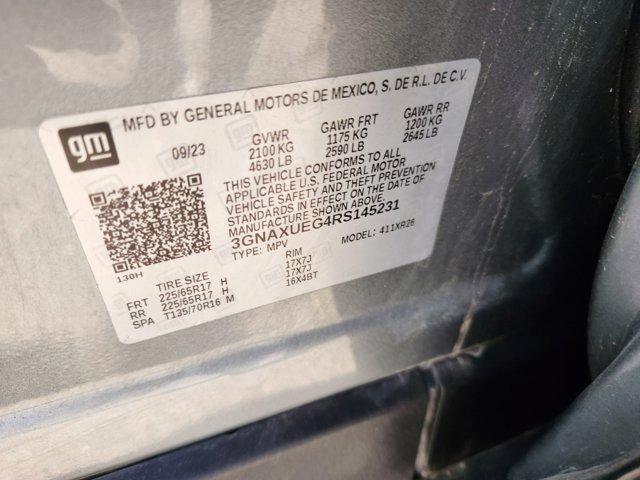 MFD BY GENERAL MOTORS DE MEXICO, S. DE R.L. DE C.V.
gm
09/23
GVWR
2100 KG
4630 LB
GAWR FRT
1175 KG
2590 LB
GAWR RR
1200 KG
2645 LB
THIS VEHICLE CONFORMS TO ALL
APPLICABLE U.S. FEDERAL MOTOR
VEHICLE SAFETY AND THEFT PREVENTION
STANDARDS IN EFFECT ON THE DATE OF
MANUFACTURE SHOWN ABOVE.
3GNAXUEG4RS145231
TYPE: MPV MODEL: 411XR26
130H
TIRE SIZE RIM
FRT 225/65R17 H 17X7J
RR 225/65R17 H 17X7J
SPA T135/70R16 M 16X4BT